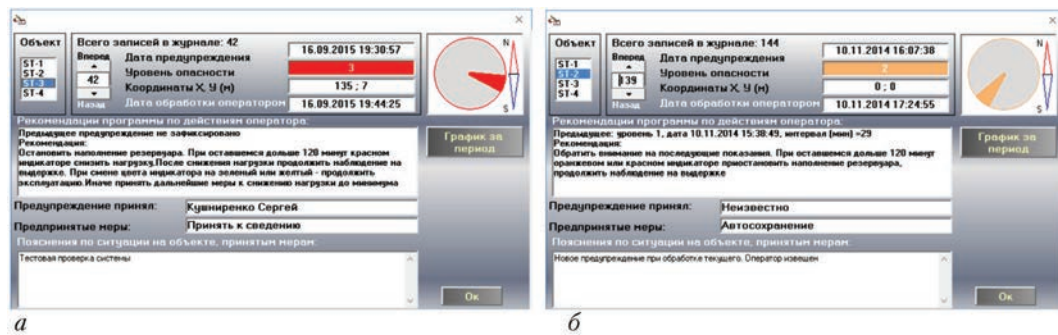 Объект
ST-1
ST-2
ST-3
ST-4
Всего записей в журнале: 42
Вперед
42
Назад
Дата предупреждения
16.09.2015 19:30:57
Уровень опасности
3
Координаты X, У (м)
135 ; 7
Дата обработки оператором
16.09.2015 19:44:25
N
S
Рекомендации программы по действиям оператора:
Предыдущее предупреждение не зафиксировано
Рекомендация:
Остановить наполнение резервуара. При оставшемся дольше 120 минут красном
индикаторе снизить нагрузку.После снижения нагрузки продолжить наблюдение на
выдержке. При смене цвета индикатора на зеленый или желтый - продолжить
эксплуатацию.Иначе принять дальнейшие меры к снижению нагрузки до минимума
График за
период
Предупреждение принял:
Кушниренко Сергей
Предпринятые меры:
Принять к сведению
Пояснения по ситуации на объекте, принятым мерам:
Тестовая проверка системы
Ок
а
Объект
ST-1
ST-2
ST-3
ST-4
Всего записей в журнале: 144
Вперед
139
Назад
Дата предупреждения
10.11.2014 16:07:38
Уровень опасности
2
Координаты X, У (м)
0 ; 0
Дата обработки оператором
10.11.2014 17:24:55
N
S
Рекомендации программы по действиям оператора:
Предыдущее: уровень 1, дата 10.11.2014 15:38:49, интервал (мин) =29
Рекомендация:
Обратить внимание на последующие показания. При оставшемся дольше 120 минут
оранжевом или красном индикаторе приостановить наполнение резервуара,
продолжить наблюдение на выдержке
График за
период
Предупреждение принял:
Неизвестно
Предпринятые меры:
Автосохранение
Пояснения по ситуации на объекте, принятым мерам:
Новое предупреждение при обработке текущего. Оператор извещен
Ок
б